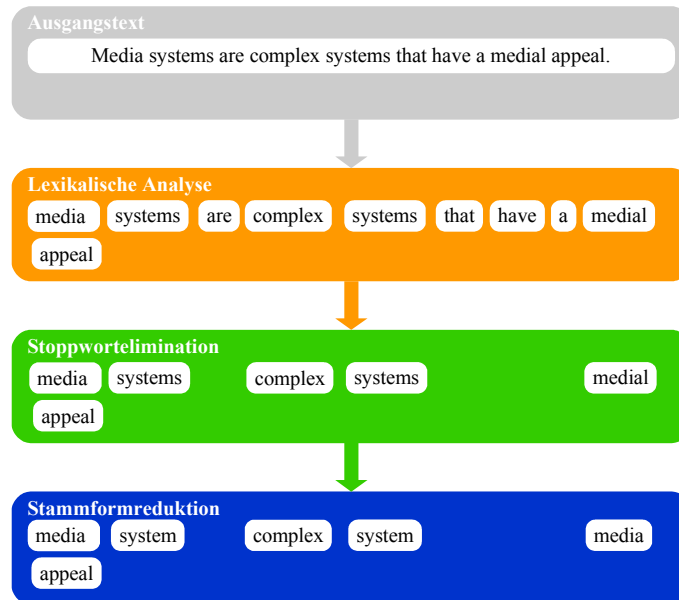 Ausgangstext
Media systems are complex systems that have a medial appeal.
Lexikalische Analyse
media systems are complex systems that have a medial
appeal
Stoppwortelimination
media systems complex systems medial
appeal
Stammformreduktion
media system complex system media
appeal